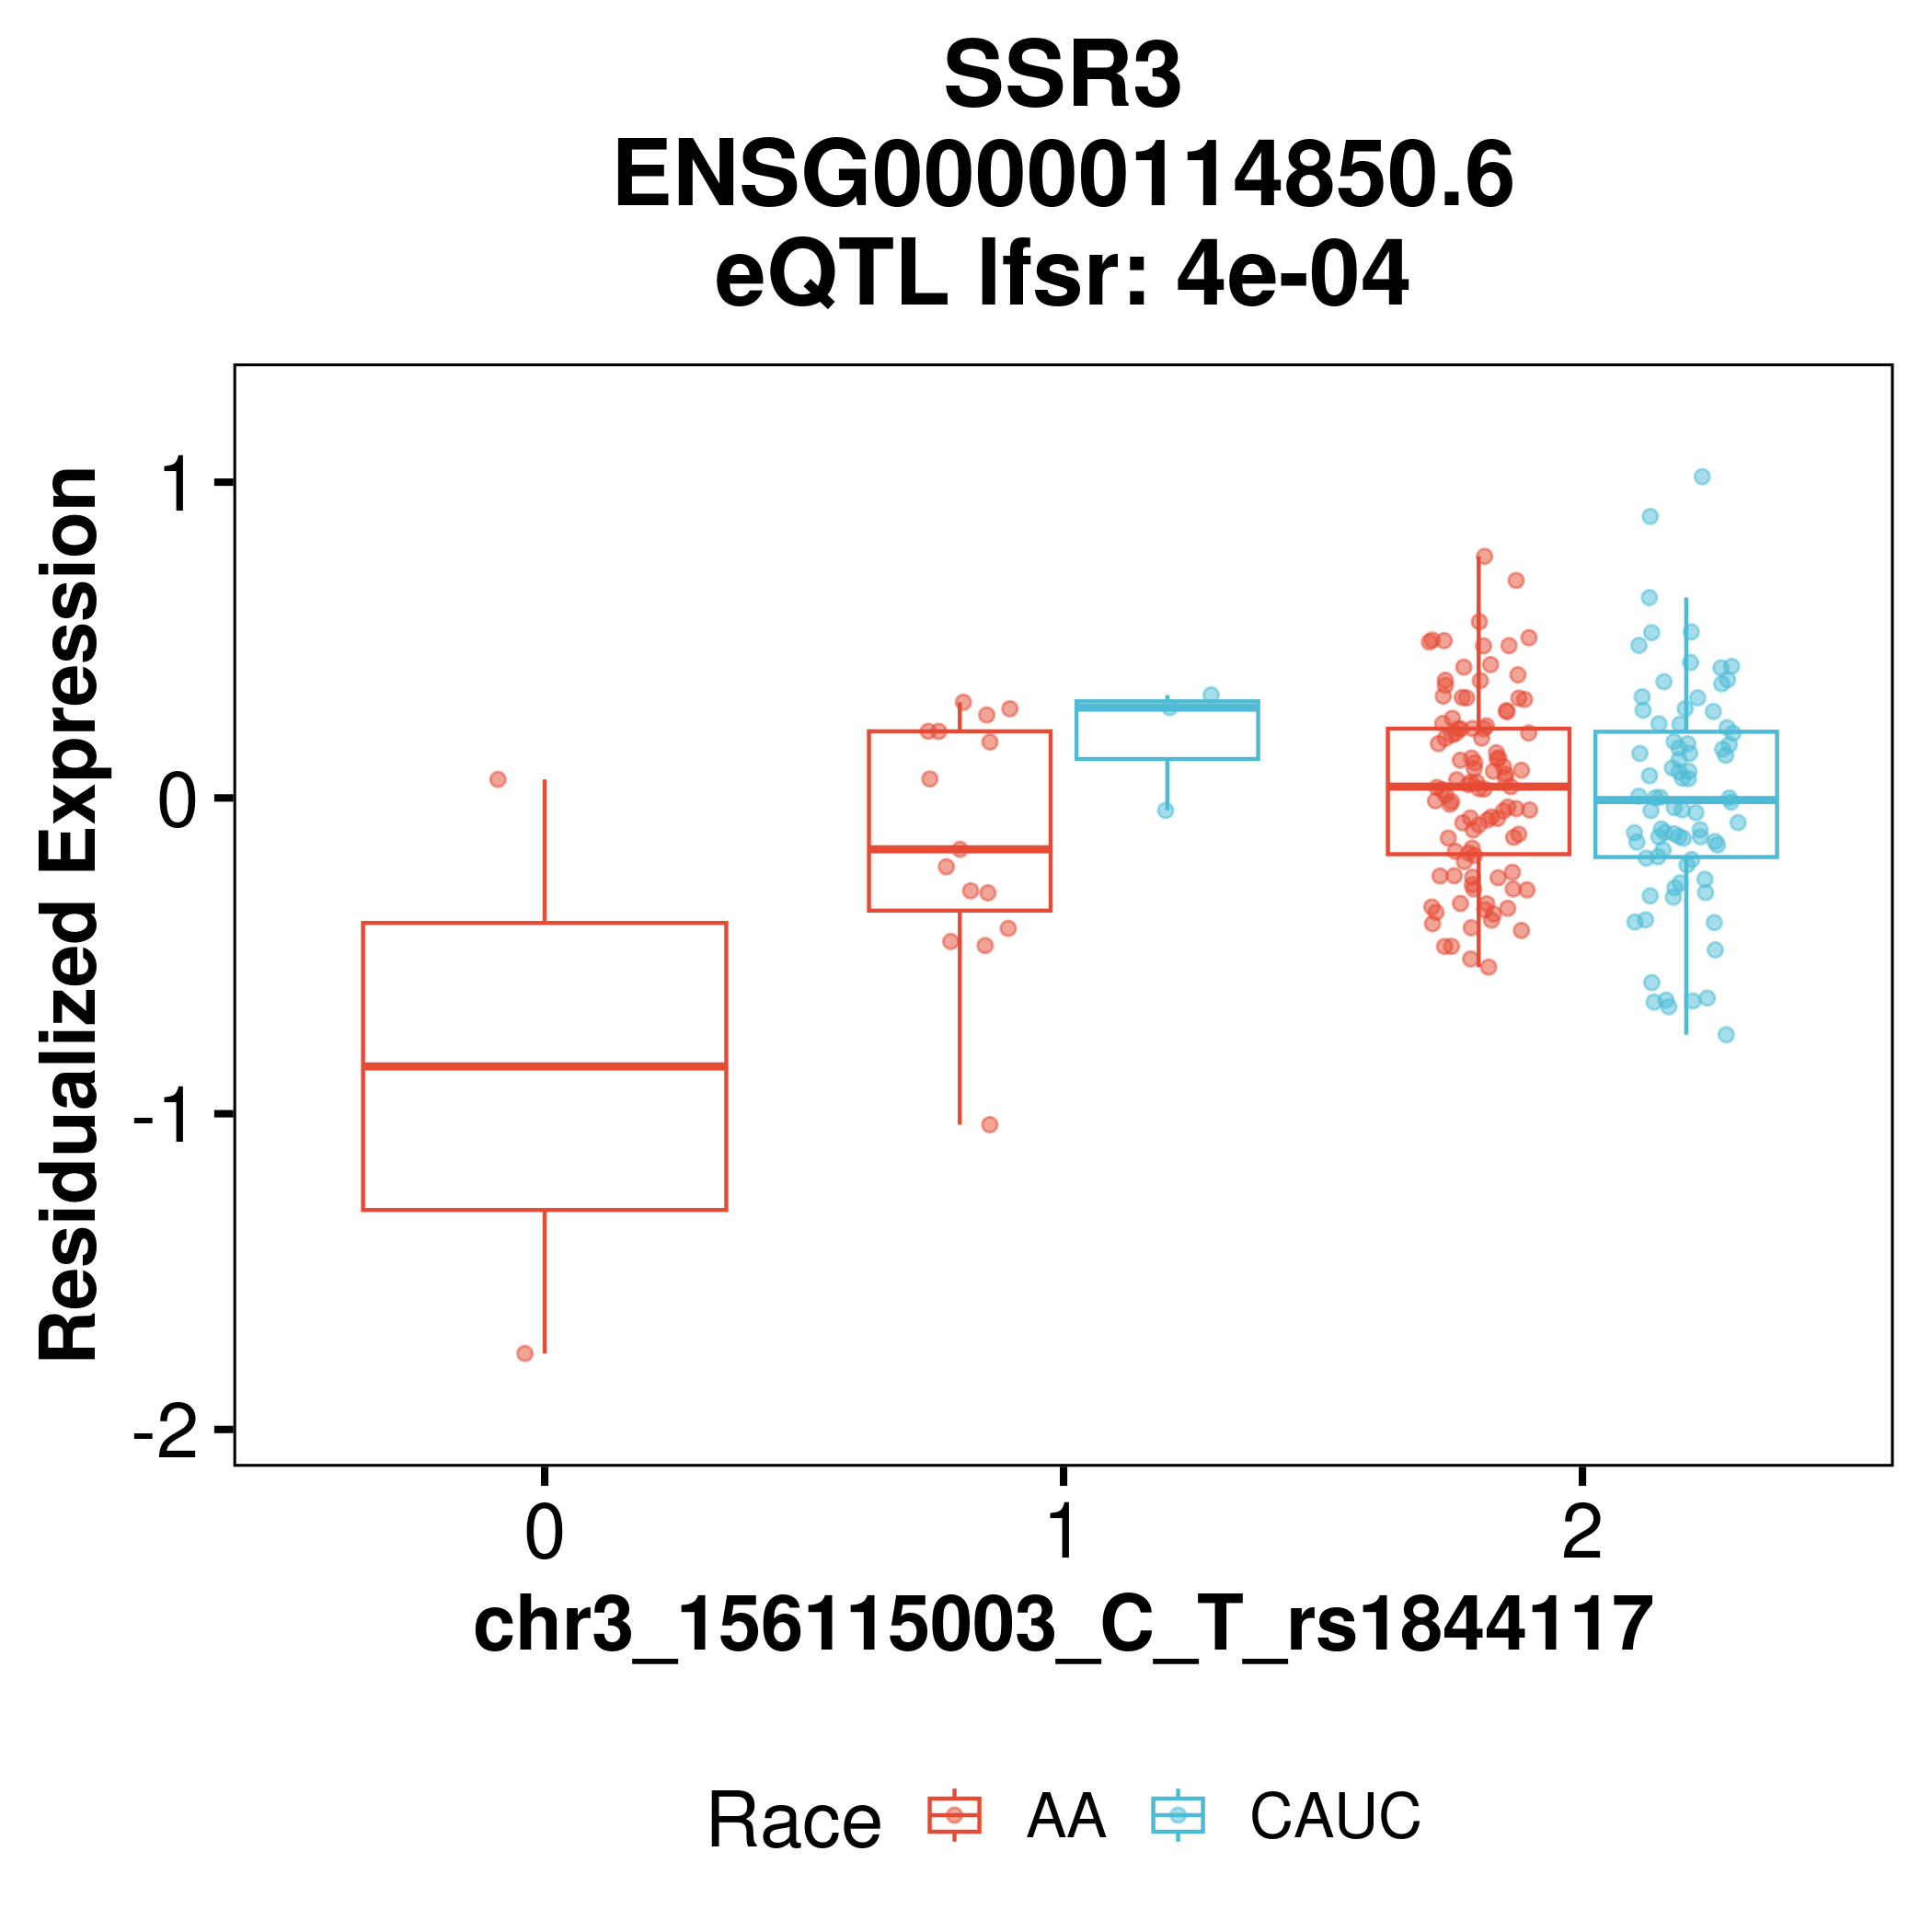 SSR3
ENSG00000114850.6
eQTL lfsr: 4e-04
Residualized Expression
1
0
-1
-2
0 1 2
chr3_156115003_C_T_rs1844117
Race AA CAUC